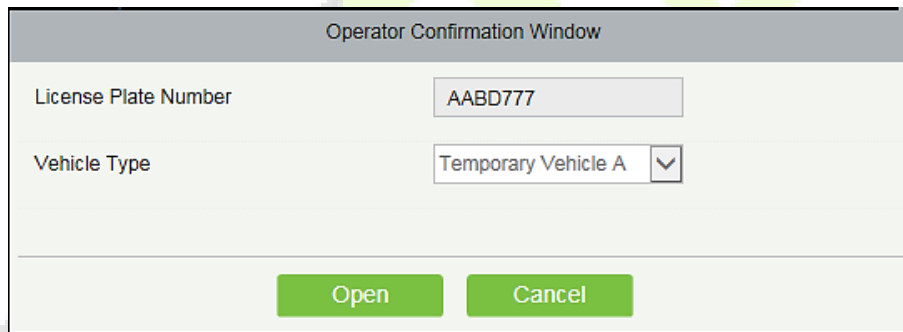 Operator Confirmation Window
License Plate Number AABD777
Vehicle Type Temporary Vehicle A
Open Cancel